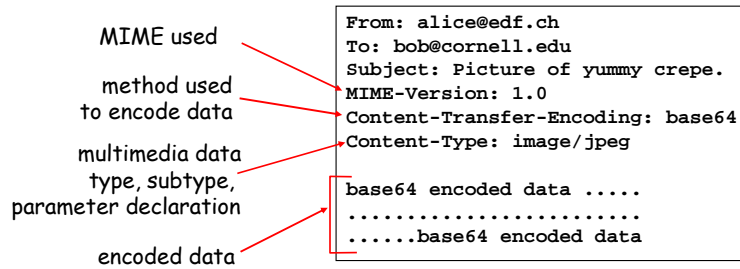 MIME used
method used
to encode data
multimedia data
type, subtype,
parameter declaration
encoded data
From: alice@edf.ch
To: bob@cornell.edu
Subject: Picture of yummy crepe.
MIME-Version: 1.0
Content-Transfer-Encoding: base64
Content-Type: image/jpeg
base64 encoded data .....
.........................
......base64 encoded data